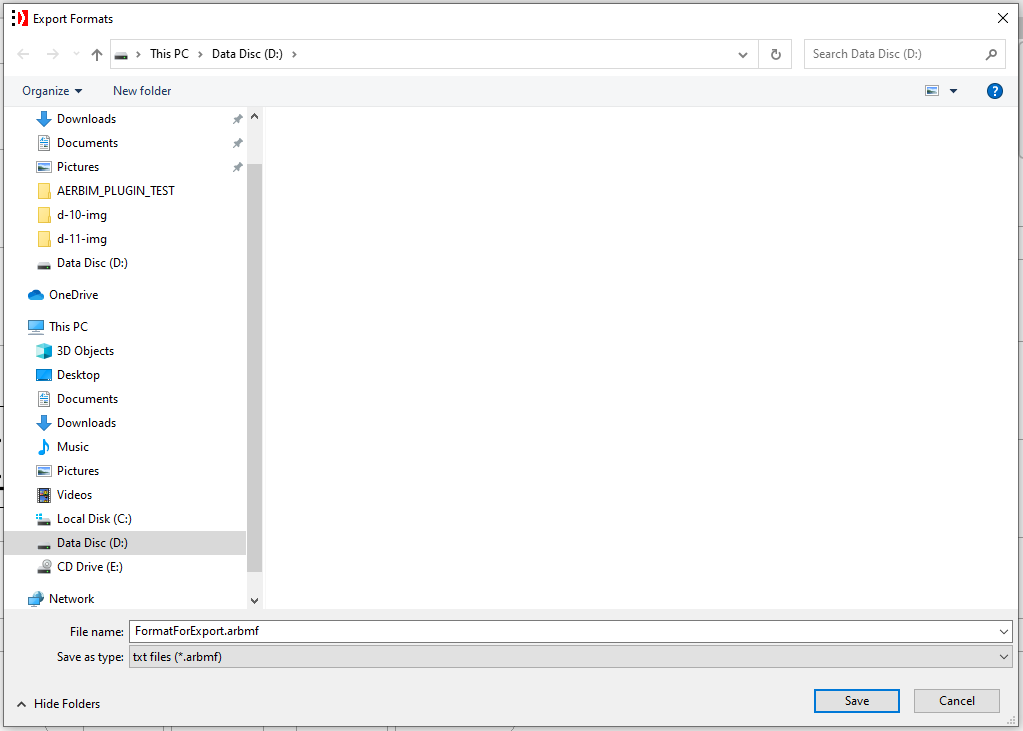 Export Formats
This PC
Data Disc (D:)
Search Data Disc (D:)
Organize
New folder
Downloads
Documents
Pictures
AERBIM_PLUGIN_TEST
d-10-img
d-11-img
Data Disc (D:)
OneDrive
This PC
3D Objects
Desktop
Documents
Downloads
Music
Pictures
Videos
Local Disk (C:)
Data Disc (D:)
CD Drive (E:)
Network
File name: FormatForExport.arbmf
Save as type: txt files (*.arbmf)
Hide Folders
Save
Cancel